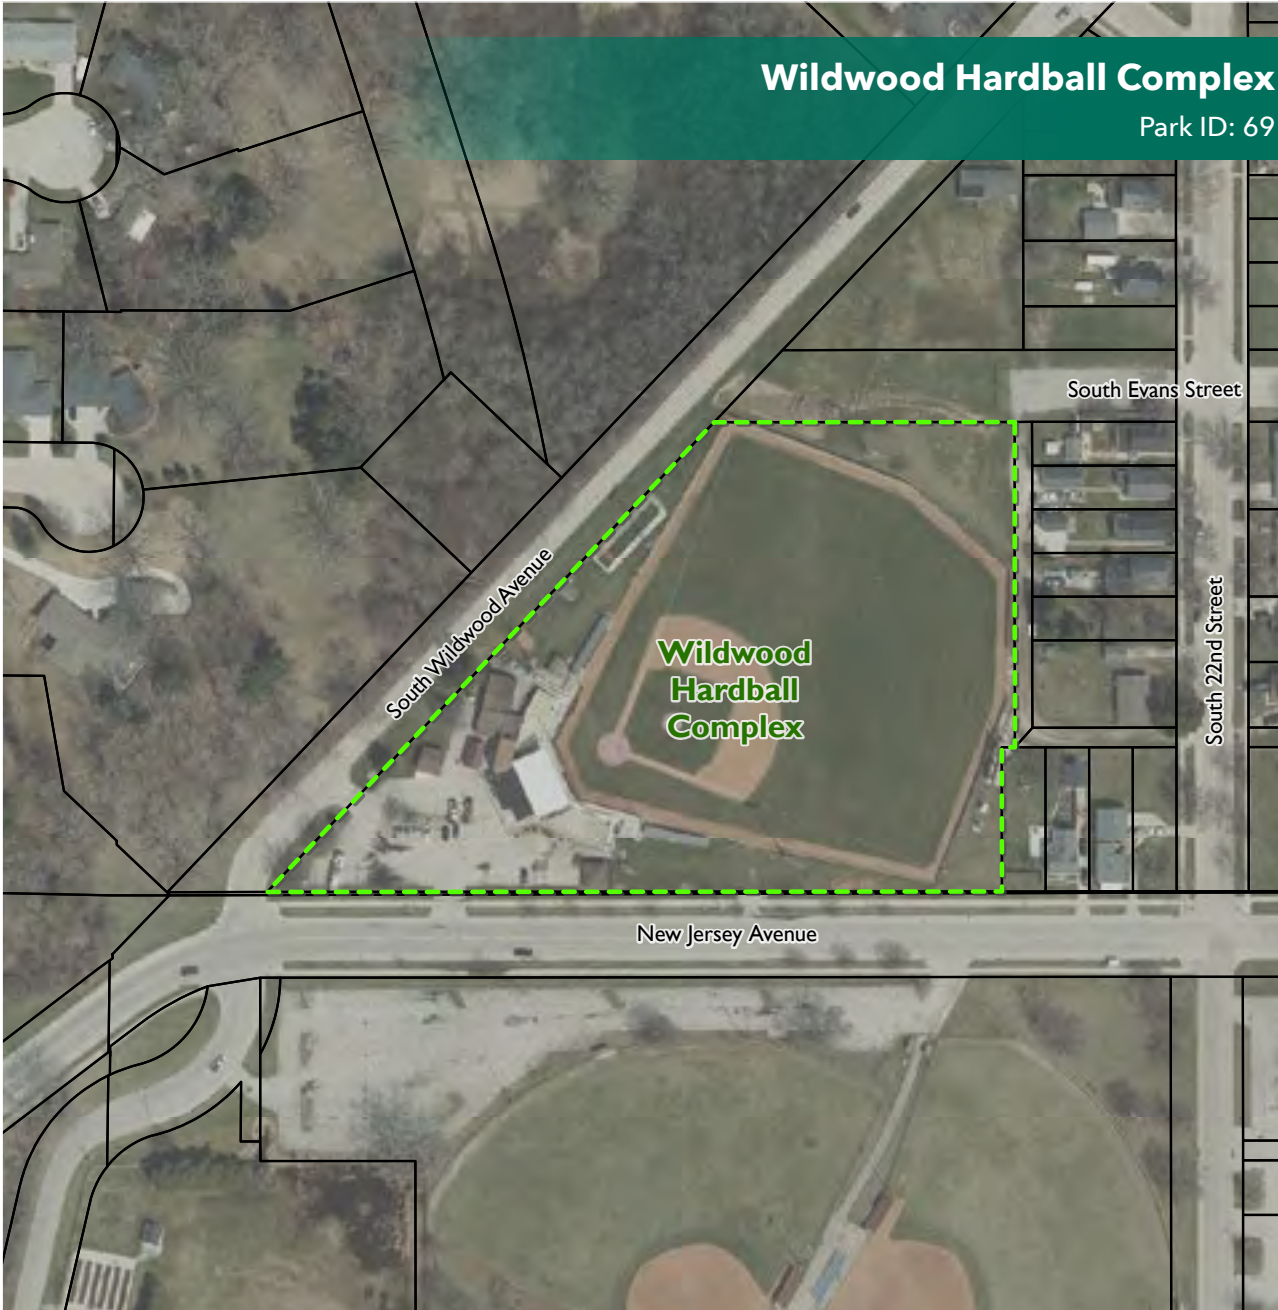 Wildwood Hardball Complex
Park ID: 69
South Evans Street
South Wildwood Avenue
Wildwood
Hardball
Complex
South 22nd Street
New Jersey Avenue